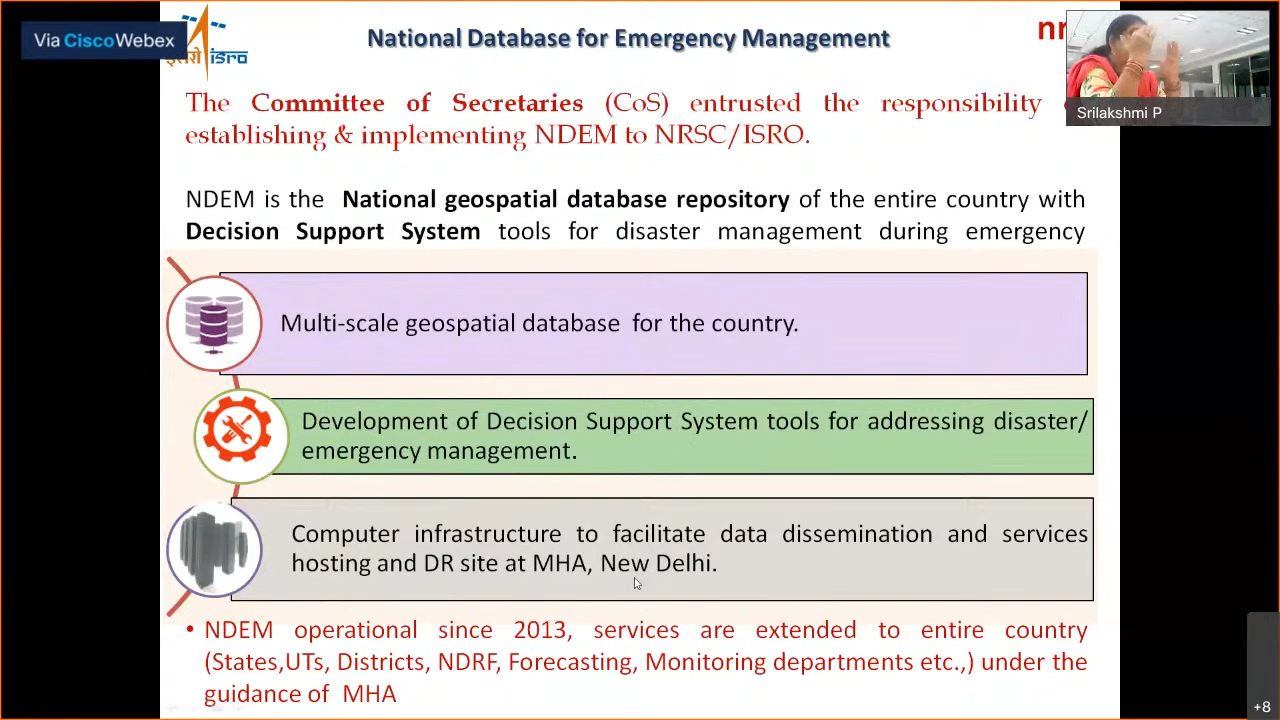 Via Cisco Webex
इसरो isro
National Database for Emergency Management
Srilakshmi P
The Committee of Secretaries (CoS) entrusted the responsibility
establishing & implementing NDEM to NRSC/ISRO.
NDEM is the National geospatial database repository of the entire country with
Decision Support System tools for disaster management during emergency
Multi-scale geospatial database for the country.
Development of Decision Support System tools for addressing disaster/
emergency management.
Computer infrastructure to facilitate data dissemination and services
hosting and DR site at MHA, New Delhi.
• NDEM operational since 2013, services are extended to entire country
(States,UTs, Districts, NDRF, Forecasting, Monitoring departments etc.,) under the
guidance of MHA
+8